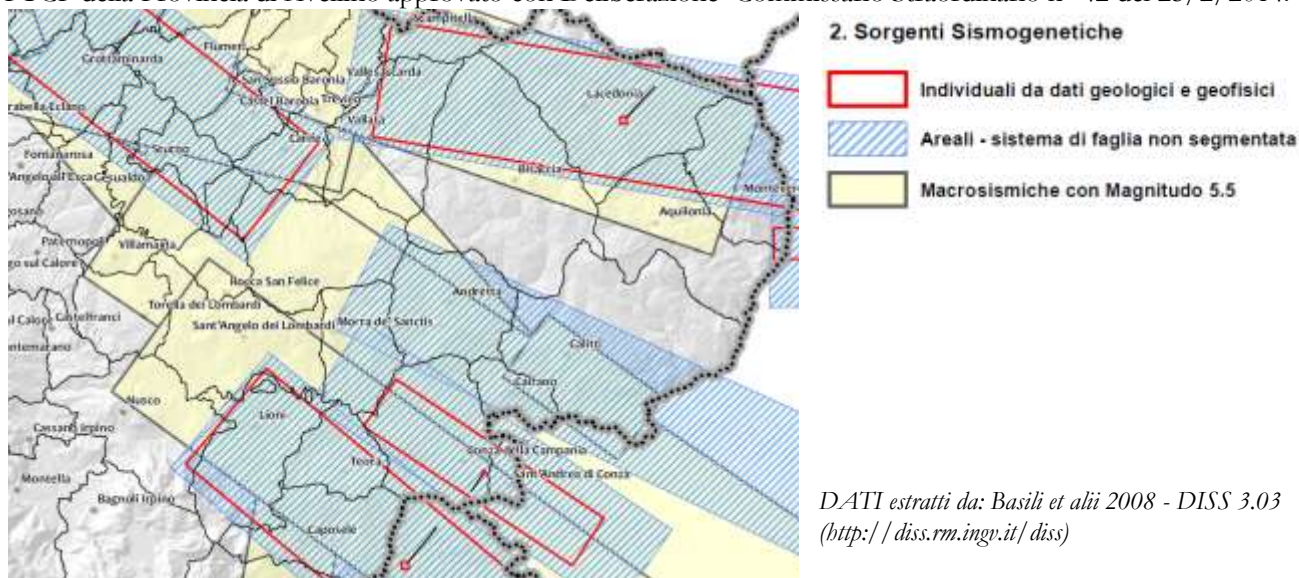 PTCP della Provincia di Avellino approvato con Deliberazione Commissario Straordinario n° 42 del 25/2/2014.
Scampitella
Flumeri
Grottaminarda
San Sossio Baronia
Vallesaccarda
Lacedonia
Castel Baronia
Trevico
Vallata
Carife
Sturno
Bisaccia
Fontanarosa
Gesualdo
Aquilonia
Paternopoli
Villamaina
Rocca San Felice
Andretta
Torella dei Lombardi
Castelfranci
Sant'Angelo dei Lombardi
Morra de' Sanctis
Calitri
Cairano
Nusco
Lioni
Cassano Irpino
Conza della Campania
Teora
Sant'Andrea di Conza
Montella
Bagnoli Irpino
Caposele
2. Sorgenti Sismogenetiche
Individuali da dati geologici e geofisici
Areali - sistema di faglia non segmentata
Macrosismiche con Magnitudo 5.5
DATI estratti da: Basili et alii 2008 - DISS 3.03
(http://diss.rm.ingv.it/diss)